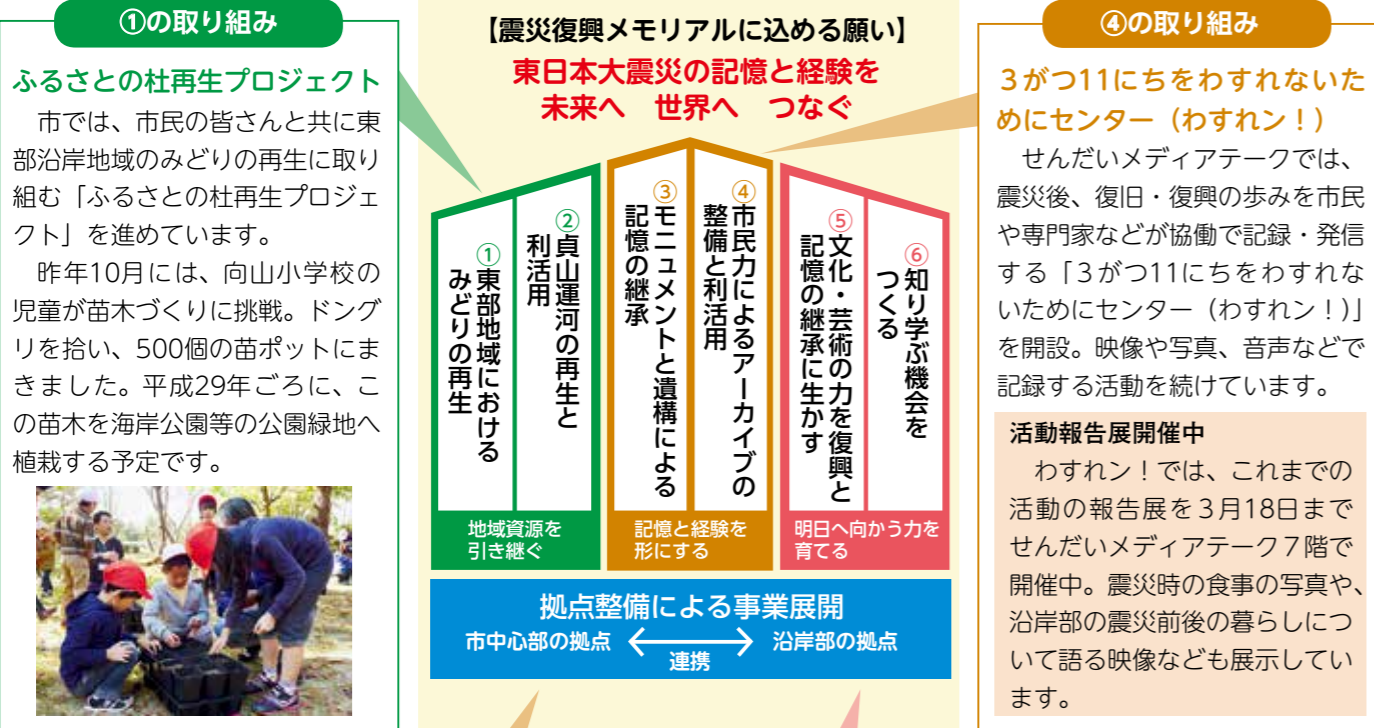 ①の取り組み
ふるさとの杜再生プロジェクト
　市では、市民の皆さんと共に東
部沿岸地域のみどりの再生に取り
組む「ふるさとの杜再生プロジェ
クト」を進めています。
　昨年10月には、向山小学校の
児童が苗木づくりに挑戦。ドング
リを拾い、500個の苗ポットにま
きました。平成29年ごろに、こ
の苗木を海岸公園等の公園緑地へ
植栽する予定です。
【震災復興メモリアルに込める願い】
東日本大震災の記憶と経験を
未来へ　世界へ　つなぐ
①東部地域における
みどりの再生
②貞山運河の再生と
利活用
地域資源を
引き継ぐ
③モニュメントと遺構による
記憶の継承
④市民力によるアーカイブの
整備と利活用
記憶と経験を
形にする
⑤文化・芸術の力を復興と
記憶の継承に生かす
⑥知り学ぶ機会を
つくる
明日へ向かう力を
育てる
拠点整備による事業展開
市中心部の拠点
連携
沿岸部の拠点
④の取り組み
３がつ11にちをわすれないた
めにセンター（わすれン！）
　せんだいメディアテークでは、
震災後、復旧・復興の歩みを市民
や専門家などが協働で記録・発信
する「３がつ11にちをわすれな
いためにセンター（わすれン！）」
を開設。映像や写真、音声などで
記録する活動を続けています。
活動報告展開催中
　わすれン！では、これまでの
活動の報告展を３月18日まで
せんだいメディアテーク７階で
開催中。震災時の食事の写真や、
沿岸部の震災前後の暮らしにつ
いて語る映像なども展示してい
ます。